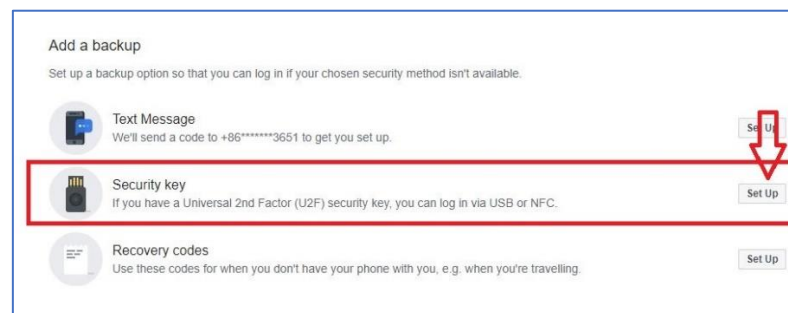 Add a backup
Set up a backup option so that you can log in if your chosen security method isn't available.
Text Message
We'll send a code to +86*******3651 to get you set up.
Set Up
Security key
If you have a Universal 2nd Factor (U2F) security key, you can log in via USB or NFC.
Set Up
Recovery codes
Use these codes for when you don't have your phone with you, e.g. when you're travelling.
Set Up